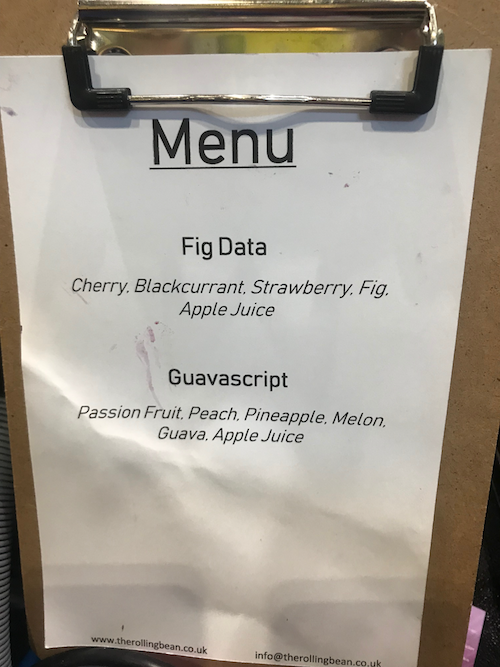 Menu
Fig Data
Cherry, Blackcurrant, Strawberry, Fig,
Apple Juice
Guavascript
Passion Fruit, Peach, Pineapple, Melon,
Guava, Apple Juice
www.therollingbean.co.uk
info@therollingbean.co.uk